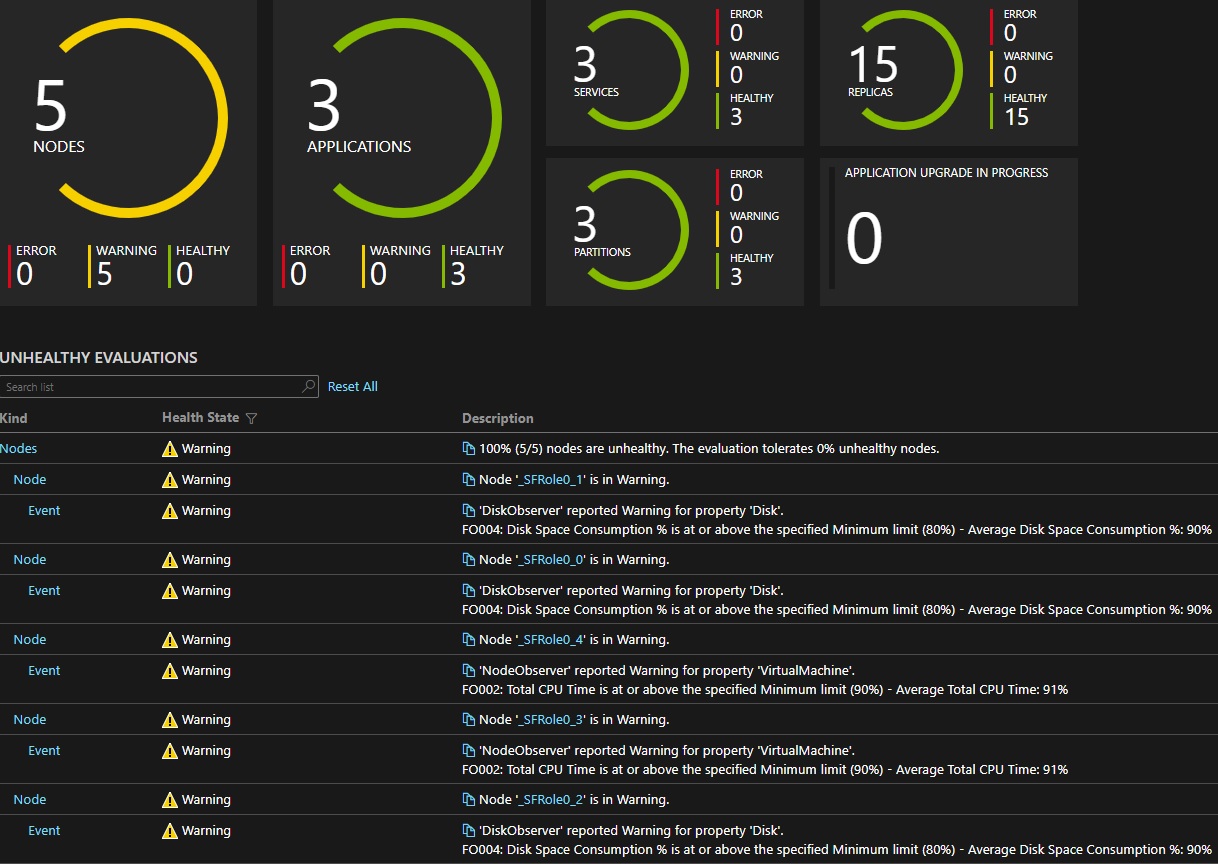 5
NODES
ERROR
0
WARNING
5
HEALTHY
0
3
APPLICATIONS
ERROR
0
WARNING
0
HEALTHY
3
3
SERVICES
ERROR
0
WARNING
0
HEALTHY
3
15
REPLICAS
ERROR
0
WARNING
0
HEALTHY
15
3
PARTITIONS
ERROR
0
WARNING
0
HEALTHY
3
APPLICATION UPGRADE IN PROGRESS
0
UNHEALTHY EVALUATIONS
Search list
Reset All
Kind Health State Description
Nodes Warning 100% (5/5) nodes are unhealthy. The evaluation tolerates 0% unhealthy nodes.
Node Warning Node '_SFRole0_1' is in Warning.
Event Warning 'DiskObserver' reported Warning for property 'Disk'.
FO004: Disk Space Consumption % is at or above the specified Minimum limit (80%) - Average Disk Space Consumption %: 90%
Node Warning Node '_SFRole0_0' is in Warning.
Event Warning 'DiskObserver' reported Warning for property 'Disk'.
FO004: Disk Space Consumption % is at or above the specified Minimum limit (80%) - Average Disk Space Consumption %: 90%
Node Warning Node '_SFRole0_4' is in Warning.
Event Warning 'NodeObserver' reported Warning for property 'VirtualMachine'.
FO002: Total CPU Time is at or above the specified Minimum limit (90%) - Average Total CPU Time: 91%
Node Warning Node '_SFRole0_3' is in Warning.
Event Warning 'NodeObserver' reported Warning for property 'VirtualMachine'.
FO002: Total CPU Time is at or above the specified Minimum limit (90%) - Average Total CPU Time: 91%
Node Warning Node '_SFRole0_2' is in Warning.
Event Warning 'DiskObserver' reported Warning for property 'Disk'.
FO004: Disk Space Consumption % is at or above the specified Minimum limit (80%) - Average Disk Space Consumption %: 90%